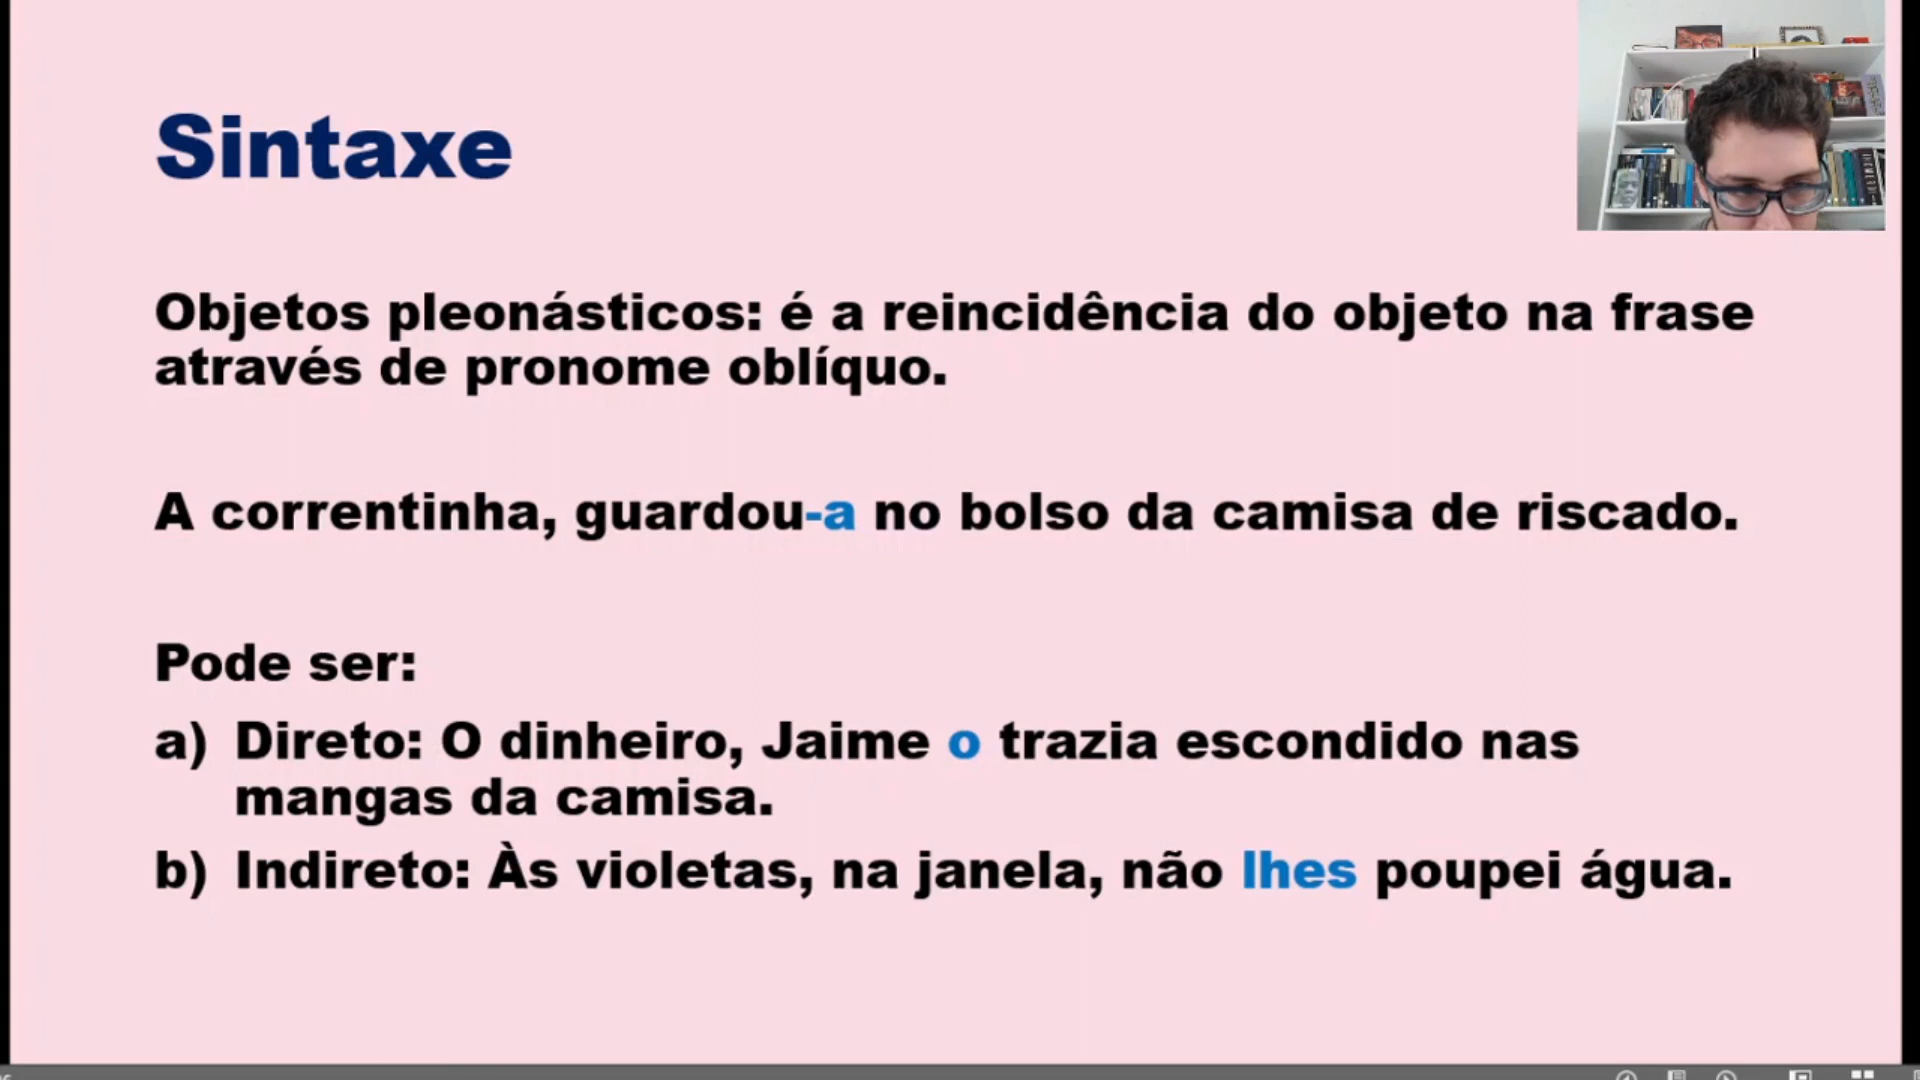 Sintaxe
Objetos pleonásticos: é a reincidência do objeto na frase
através de pronome oblíquo.
A correntinha, guardou-a no bolso da camisa de riscado.
Pode ser:
a) Direto: O dinheiro, Jaime o trazia escondido nas
mangas da camisa.
b) Indireto: Às violetas, na janela, não lhes poupei água.